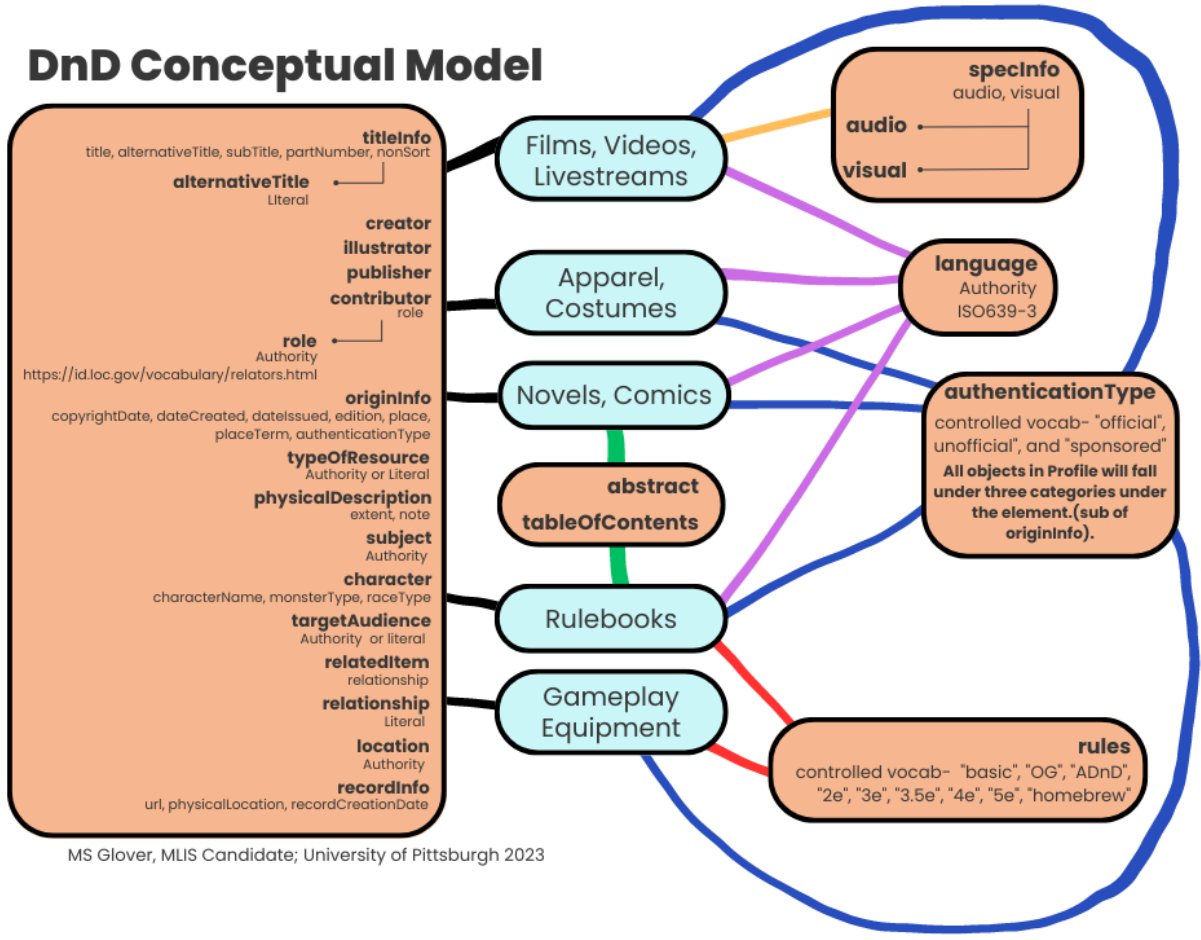 DnD Conceptual Model
titleInfo
title, alternativeTitle, subTitle, partNumber, nonSort
alternativeTitle
LIteral
creator
illustrator
publisher
contributor
role
role
Authority
https://id.loc.gov/vocabulary/relators.html
originInfo
copyrightDate, dateCreated, dateIssued, edition, place,
placeTerm, authenticationType
typeOfResource
Authority or Literal
physicalDescription
extent, note
subject
Authority
character
characterName, monsterType, raceType
targetAudience
Authority or literal
relatedItem
relationship
relationship
Literal
location
Authority
recordInfo
url, physicalLocation, recordCreationDate
MS Glover, MLIS Candidate; University of Pittsburgh 2023
Films, Videos,
Livestreams
Apparel,
Costumes
Novels, Comics
abstract
tableOfContents
Rulebooks
Gameplay
Equipment
specInfo
audio, visual
audio
visual
language
Authority
ISO639-3
authenticationType
controlled vocab- "official",
unofficial", and "sponsored"
All objects in Profile will fall
under three categories under
the element.(sub of
originInfo).
rules
controlled vocab- "basic", "OG", "ADnD",
"2e", "3e", "3.5e", "4e", "5e", "homebrew"